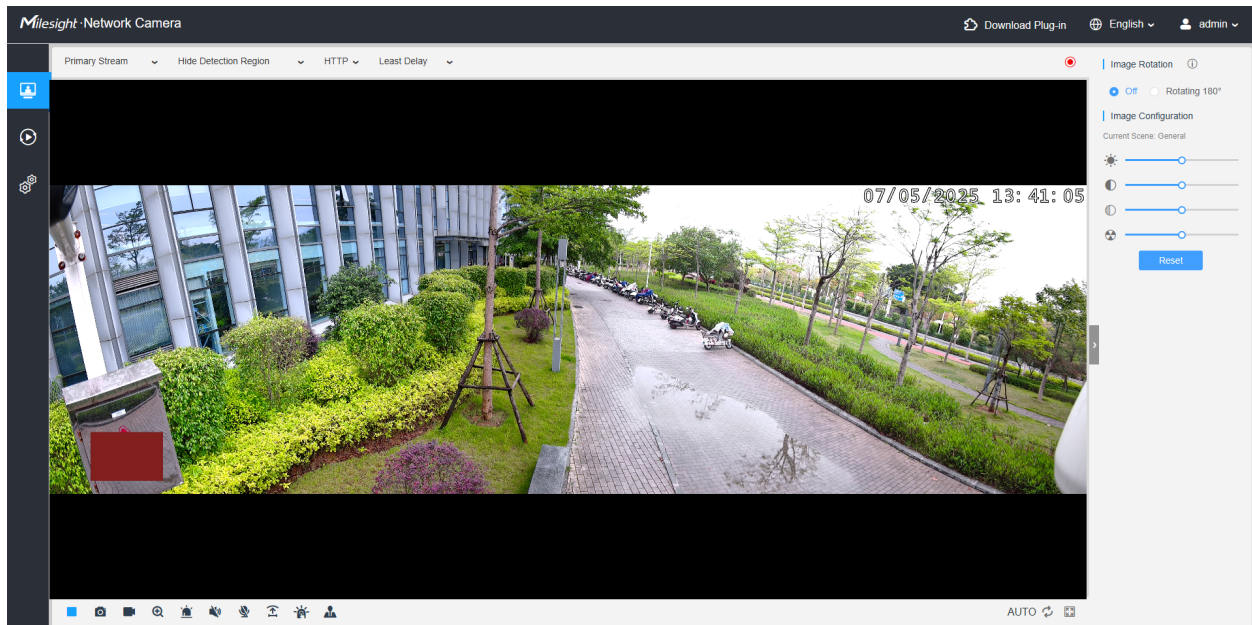 Milesight · Network Camera
Download Plug-in
English
admin
Primary Stream
Hide Detection Region
HTTP
Least Delay
Image Rotation
Off
Rotating 180°
Image Configuration
Current Scene: General
07/05/2025 13:41:05
Reset
AUTO